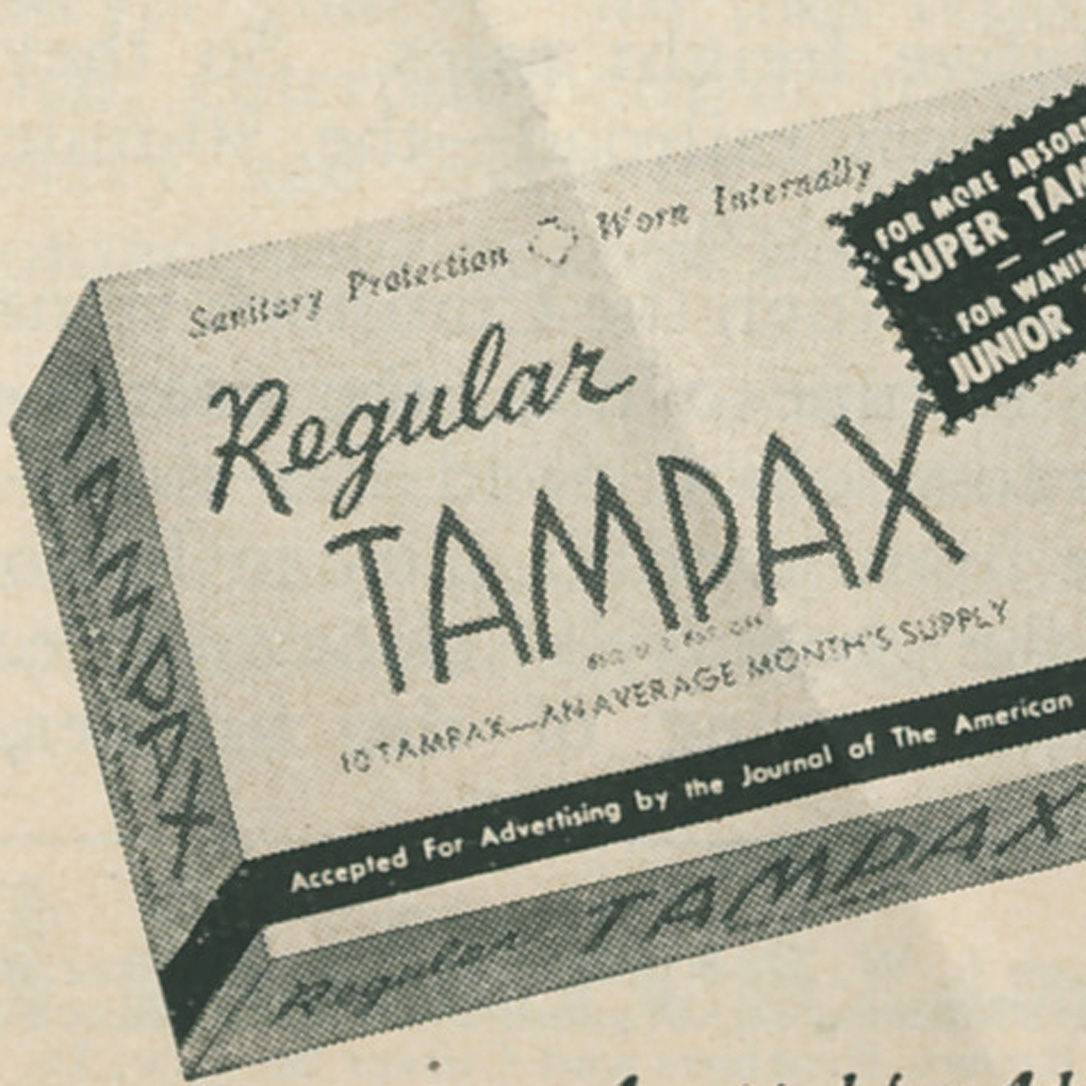 Sanitary Protection Worn Internally
Regular
TAMPAX
10 TAMPAX—AN AVERAGE MONTH'S SUPPLY
Accepted For Advertising by the Journal of The American
FOR MORE ABSOR
SUPER TAM
FOR WANIN
JUNIOR
TAMPAX
Regular TAMPAX